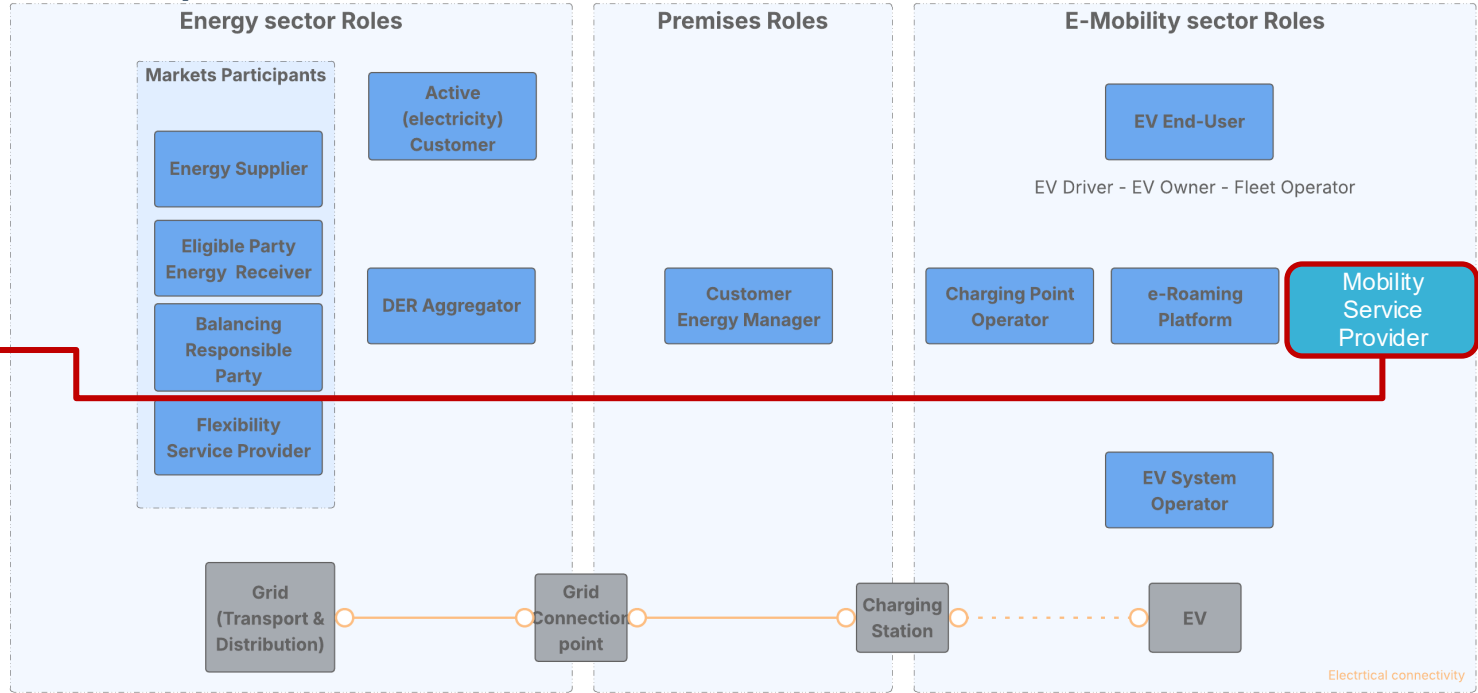 Energy sector Roles
Premises Roles
E-Mobility sector Roles
Markets Participants
Energy Supplier
Eligible Party
Energy Receiver
Balancing
Responsible
Party
Flexibility
Service Provider
Active
(electricity)
Customer
DER Aggregator
Customer
Energy Manager
EV End-User
EV Driver - EV Owner - Fleet Operator
Charging Point
Operator
e-Roaming
Platform
Mobility
Service
Provider
EV System
Operator
Grid
(Transport &
Distribution)
Grid
Connection
point
Charging
Station
EV
Electrtical connectivity